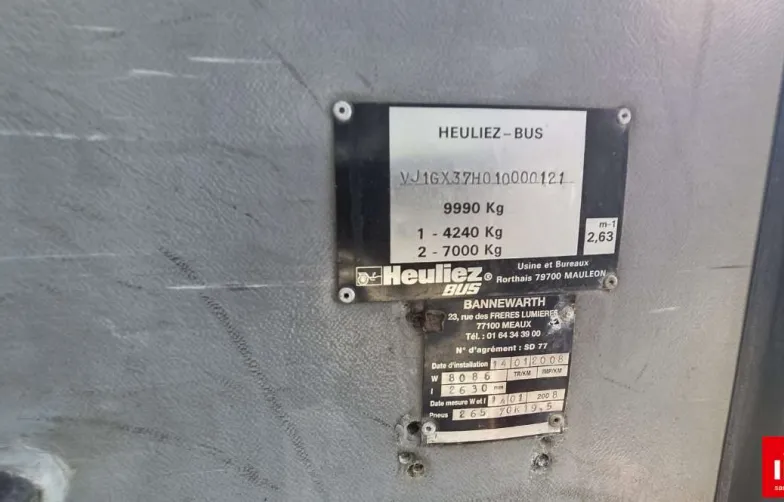 HEULIEZ-BUS
VJ1GX37H010000121
9990 Kg
1 - 4240 Kg
2 - 7000 Kg
m-1
2,63
Heuliez®
BUS
Usine et Bureaux
Rorthais 79700 MAULEON
BANNEWARTH
23, rue des FRERES LUMIERE
77100 MEAUX
Tél. : 01 64 34 39 00
N° d'agrément : SD 77
Date d'installation 14 01 2008
W 8086 TR/KM IMP/KM
l 2630 mm
Date mesure W et l 14 01 2008
Pneus 265 70R19.5